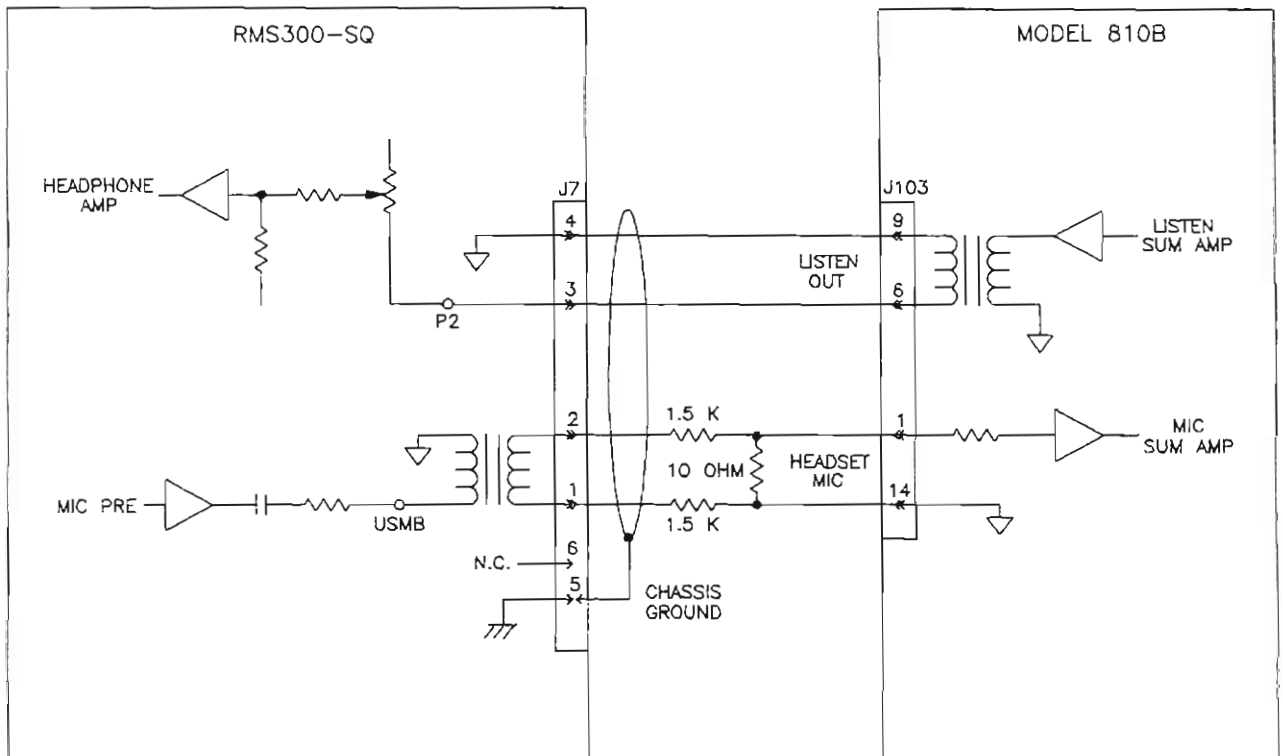 RMS300-SQ
MODEL 810B
HEADPHONE
AMP
J7
J103
4
9
LISTEN
SUM AMP
LISTEN
OUT
3
6
P2
2
1.5 K
1
MIC
SUM AMP
10 OHM
HEADSET
MIC
MIC PRE
USMB
1
1.5 K
14
N.C.
6
5
CHASSIS
GROUND